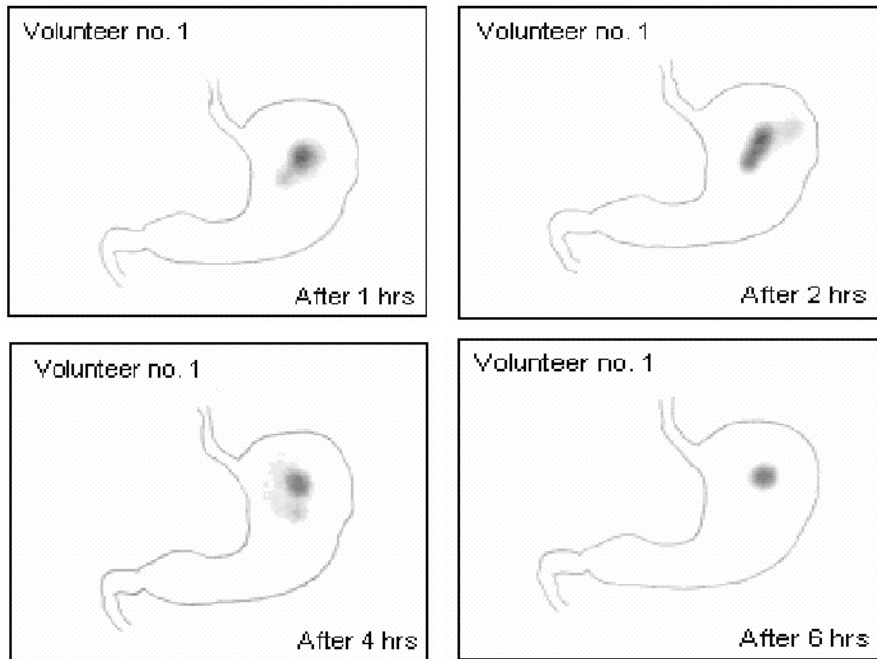 Volunteer no. 1
After 1 hrs
Volunteer no. 1
After 2 hrs
Volunteer no. 1
After 4 hrs
Volunteer no. 1
After 6 hrs